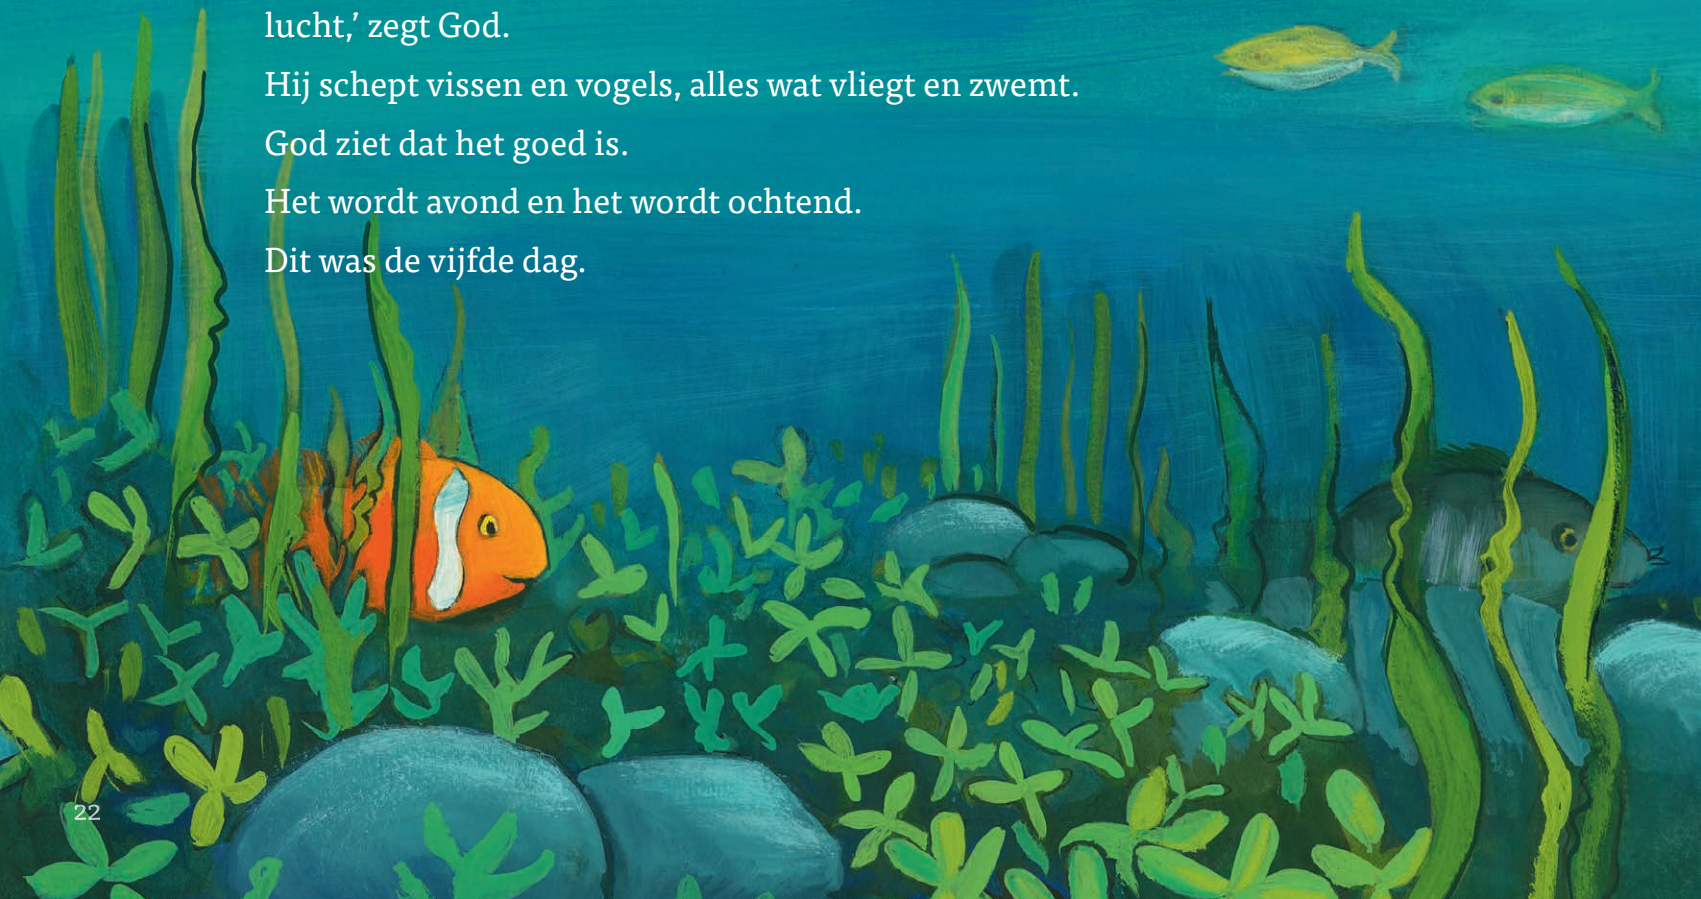 lucht,’ zegt God.
Hij schept vissen en vogels, alles wat vliegt en zwemt.
God ziet dat het goed is.
Het wordt avond en het wordt ochtend.
Dit was de vijfde dag.
22